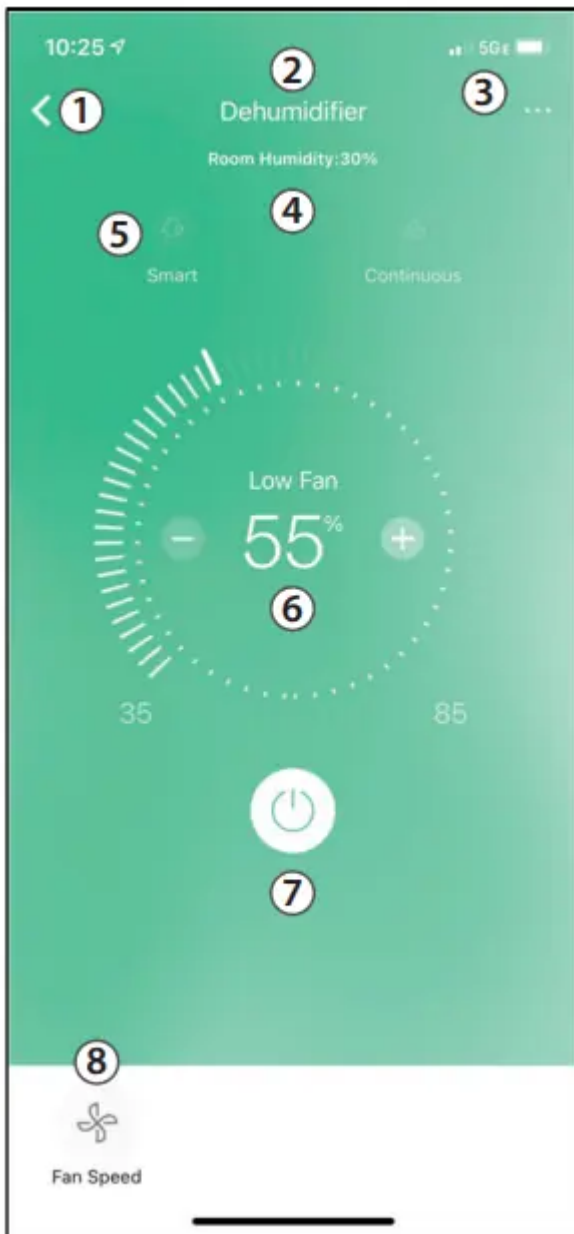 10:25 5GE
2
1 Dehumidifier 3 ...
Room Humidity:30%
4
5
Smart Continuous
Low Fan
− 55% +
6
35 85
7
8
Fan Speed